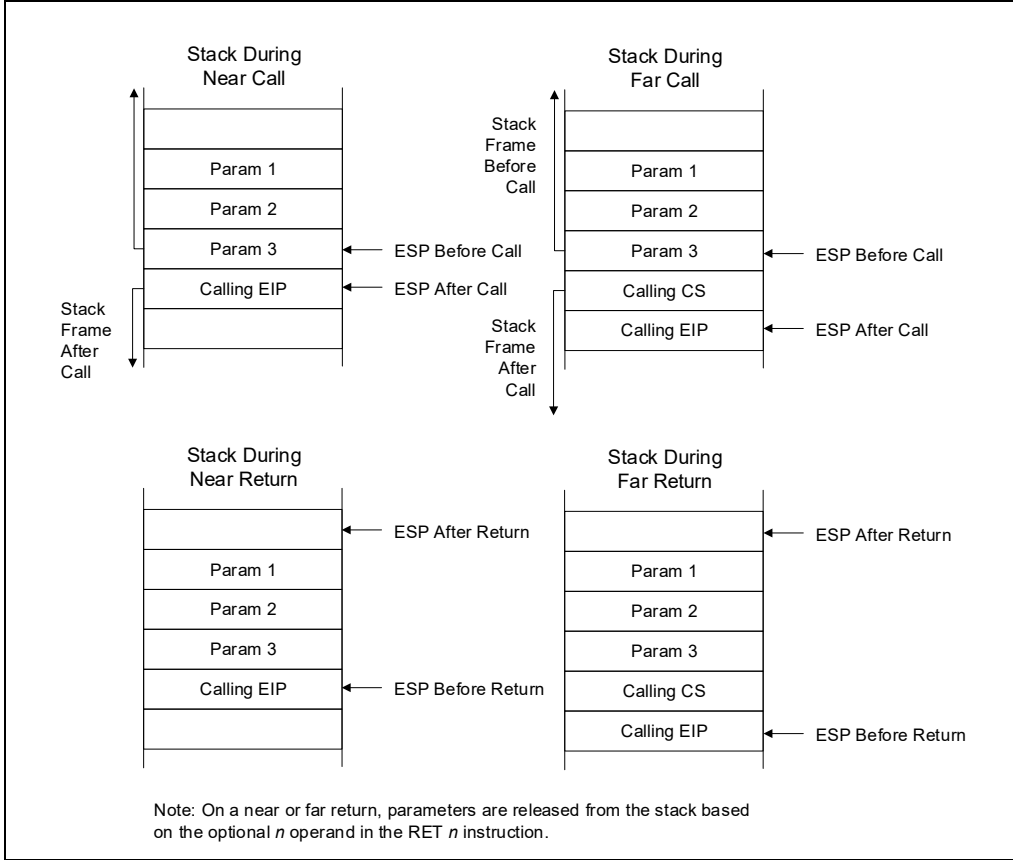 Stack During
Near Call
Param 1
Param 2
Param 3
Calling EIP
ESP Before Call
ESP After Call
Stack
Frame
After
Call
Stack During
Far Call
Stack
Frame
Before
Call
Param 1
Param 2
Param 3
Calling CS
Calling EIP
ESP Before Call
ESP After Call
Stack
Frame
After
Call
Stack During
Near Return
ESP After Return
Param 1
Param 2
Param 3
Calling EIP
ESP Before Return
Stack During
Far Return
ESP After Return
Param 1
Param 2
Param 3
Calling CS
Calling EIP
ESP Before Return
Note: On a near or far return, parameters are released from the stack based
on the optional n operand in the RET n instruction.